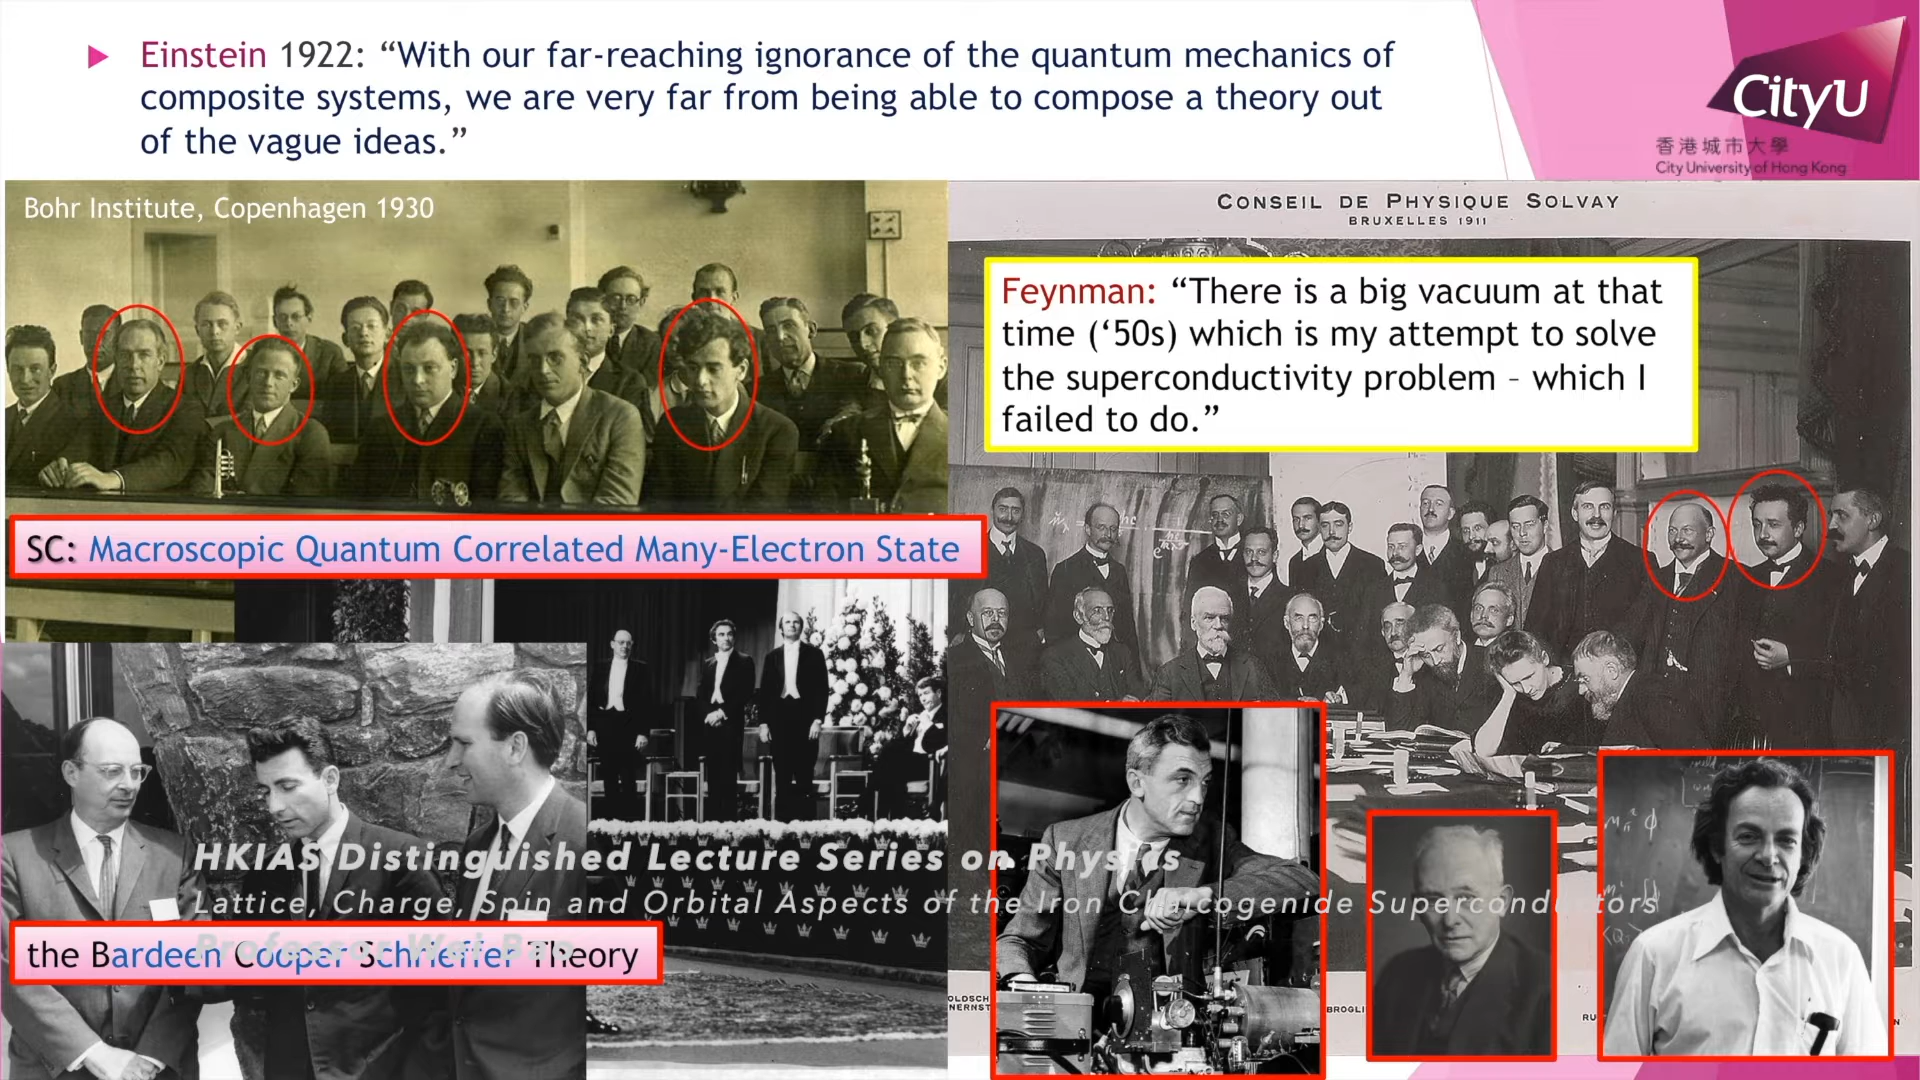 Einstein 1922: “With our far-reaching ignorance of the quantum mechanics of
composite systems, we are very far from being able to compose a theory out
of the vague ideas.”
CityU
香港城市大學
City University of Hong Kong
Bohr Institute, Copenhagen 1930
CONSEIL DE PHYSIQUE SOLVAY
BRUXELLES 1911
Feynman: “There is a big vacuum at that
time (‘50s) which is my attempt to solve
the superconductivity problem – which I
failed to do.”
SC: Macroscopic Quantum Correlated Many-Electron State
HKIAS Distinguished Lecture Series on Physics
Lattice, Charge, Spin and Orbital Aspects of the Iron Chalcogenide Superconductors
Professor Wei Bao
the Bardeen Cooper Schrieffer Theory
OLDSCH
NERNST
BROGLI
RU
N